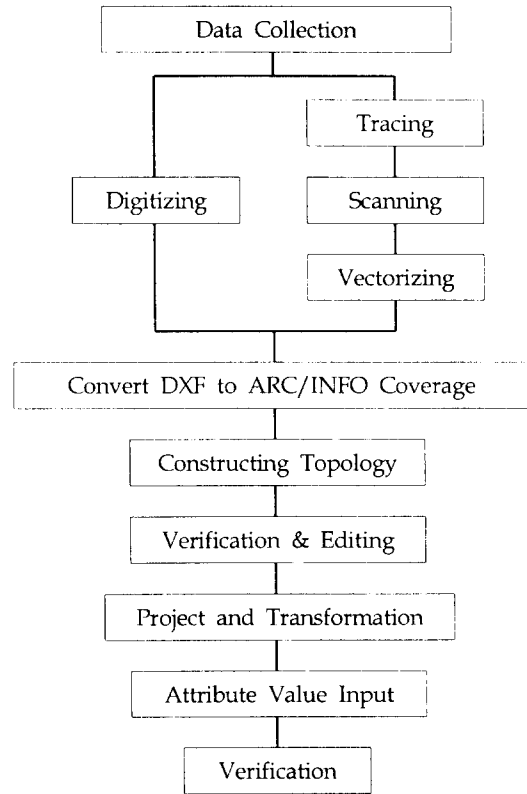 Data Collection
Tracing
Digitizing
Scanning
Vectorizing
Convert DXF to ARC/INFO Coverage
Constructing Topology
Verification & Editing
Project and Transformation
Attribute Value Input
Verification